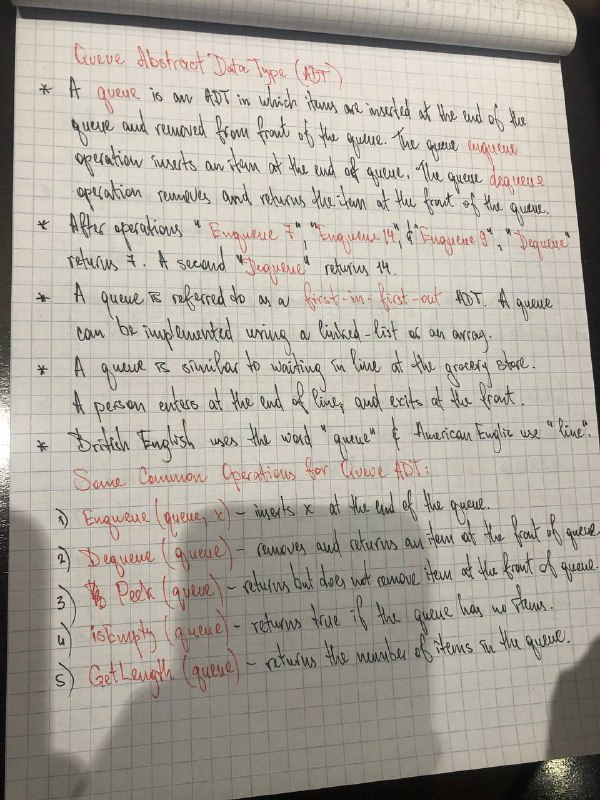 Queue Abstract Data Type (ADT)
* A queue is an ADT in which items are inserted at the end of the
queue and removed from front of the queue. The queue enqueue
operation inserts an item at the end of queue. The queue dequeue
operation removes and returns the item at the front of the queue.
* After operations "Enqueue 7", "Enqueue 14", & "Enqueue 9", "Dequeue"
returns 7. A second "Dequeue" returns 14.
* A queue is referred to as a first-in-first-out ADT. A queue
can be implemented using a linked-list or an array.
* A queue is similar to waiting in line at the grocery store.
A person enters at the end of line, and exits at the front.
* British English uses the word "queue" & American Englis use "line".
Some Common Operations for Queue ADT:
1) Enqueue (queue, x) – inserts x at the end of the queue.
2) Dequeue (queue) – removes and returns an item at the front of queue
3) Peek (queue) – returns but does not remove item at the front of queue.
4) isEmpty (queue) – returns true if the queue has no items.
5) GetLength (queue) – returns the number of items in the queue.